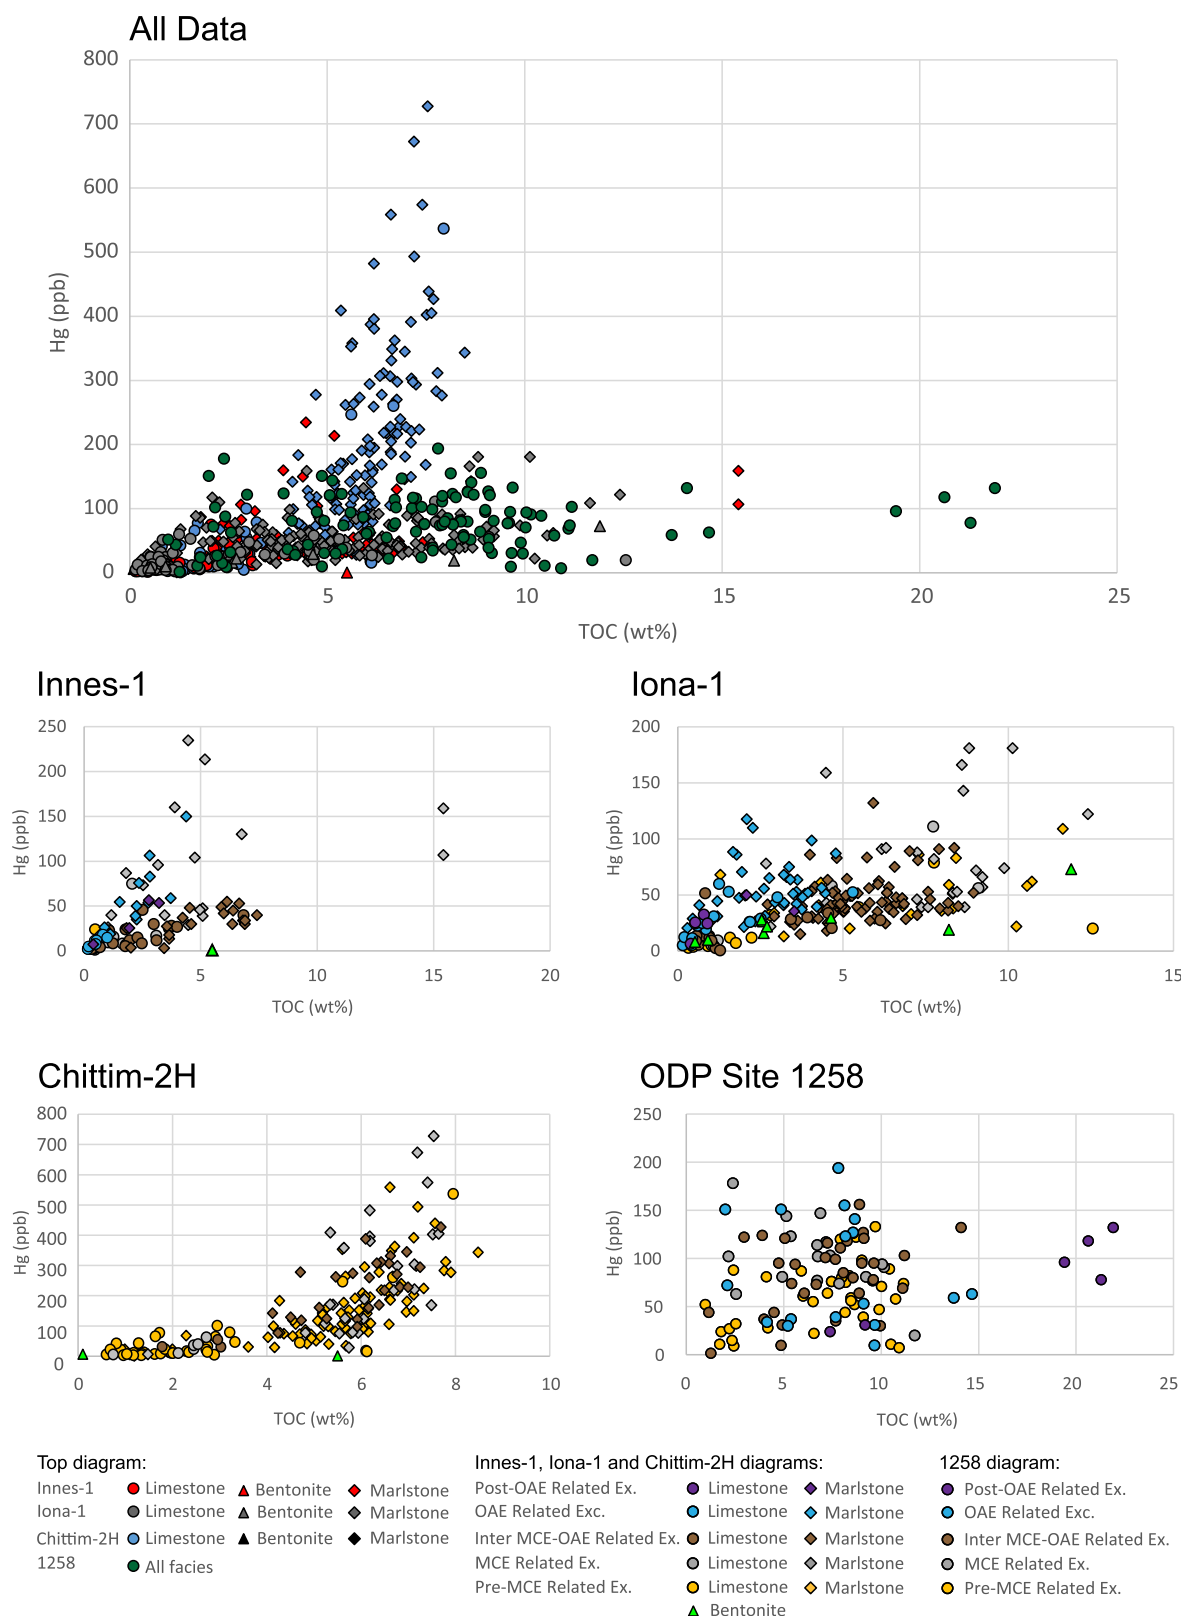 All Data
800
700
600
500
400
300
200
100
0
Hg (ppb)
0 5 10 15 20 25
TOC (wt%)
Innes-1
250
200
150
100
50
0
Hg (ppb)
0 5 10 15 20
TOC (wt%)
Iona-1
200
150
100
50
0
Hg (ppb)
0 5 10 15
TOC (wt%)
Chittim-2H
800
700
600
500
400
300
200
100
0
Hg (ppb)
0 2 4 6 8 10
TOC (wt%)
ODP Site 1258
250
200
150
100
50
0
Hg (ppb)
0 5 10 15 20 25
TOC (wt%)
Top diagram:
Innes-1 Limestone Bentonite Marlstone
Iona-1 Limestone Bentonite Marlstone
Chittim-2H Limestone Bentonite Marlstone
1258 All facies
Innes-1, Iona-1 and Chittim-2H diagrams:
Post-OAE Related Ex. Limestone Marlstone
OAE Related Exc. Limestone Marlstone
Inter MCE-OAE Related Ex. Limestone Marlstone
MCE Related Ex. Limestone Marlstone
Pre-MCE Related Ex. Limestone Marlstone
Bentonite
1258 diagram:
Post-OAE Related Ex.
OAE Related Exc.
Inter MCE-OAE Related Ex.
MCE Related Ex.
Pre-MCE Related Ex.